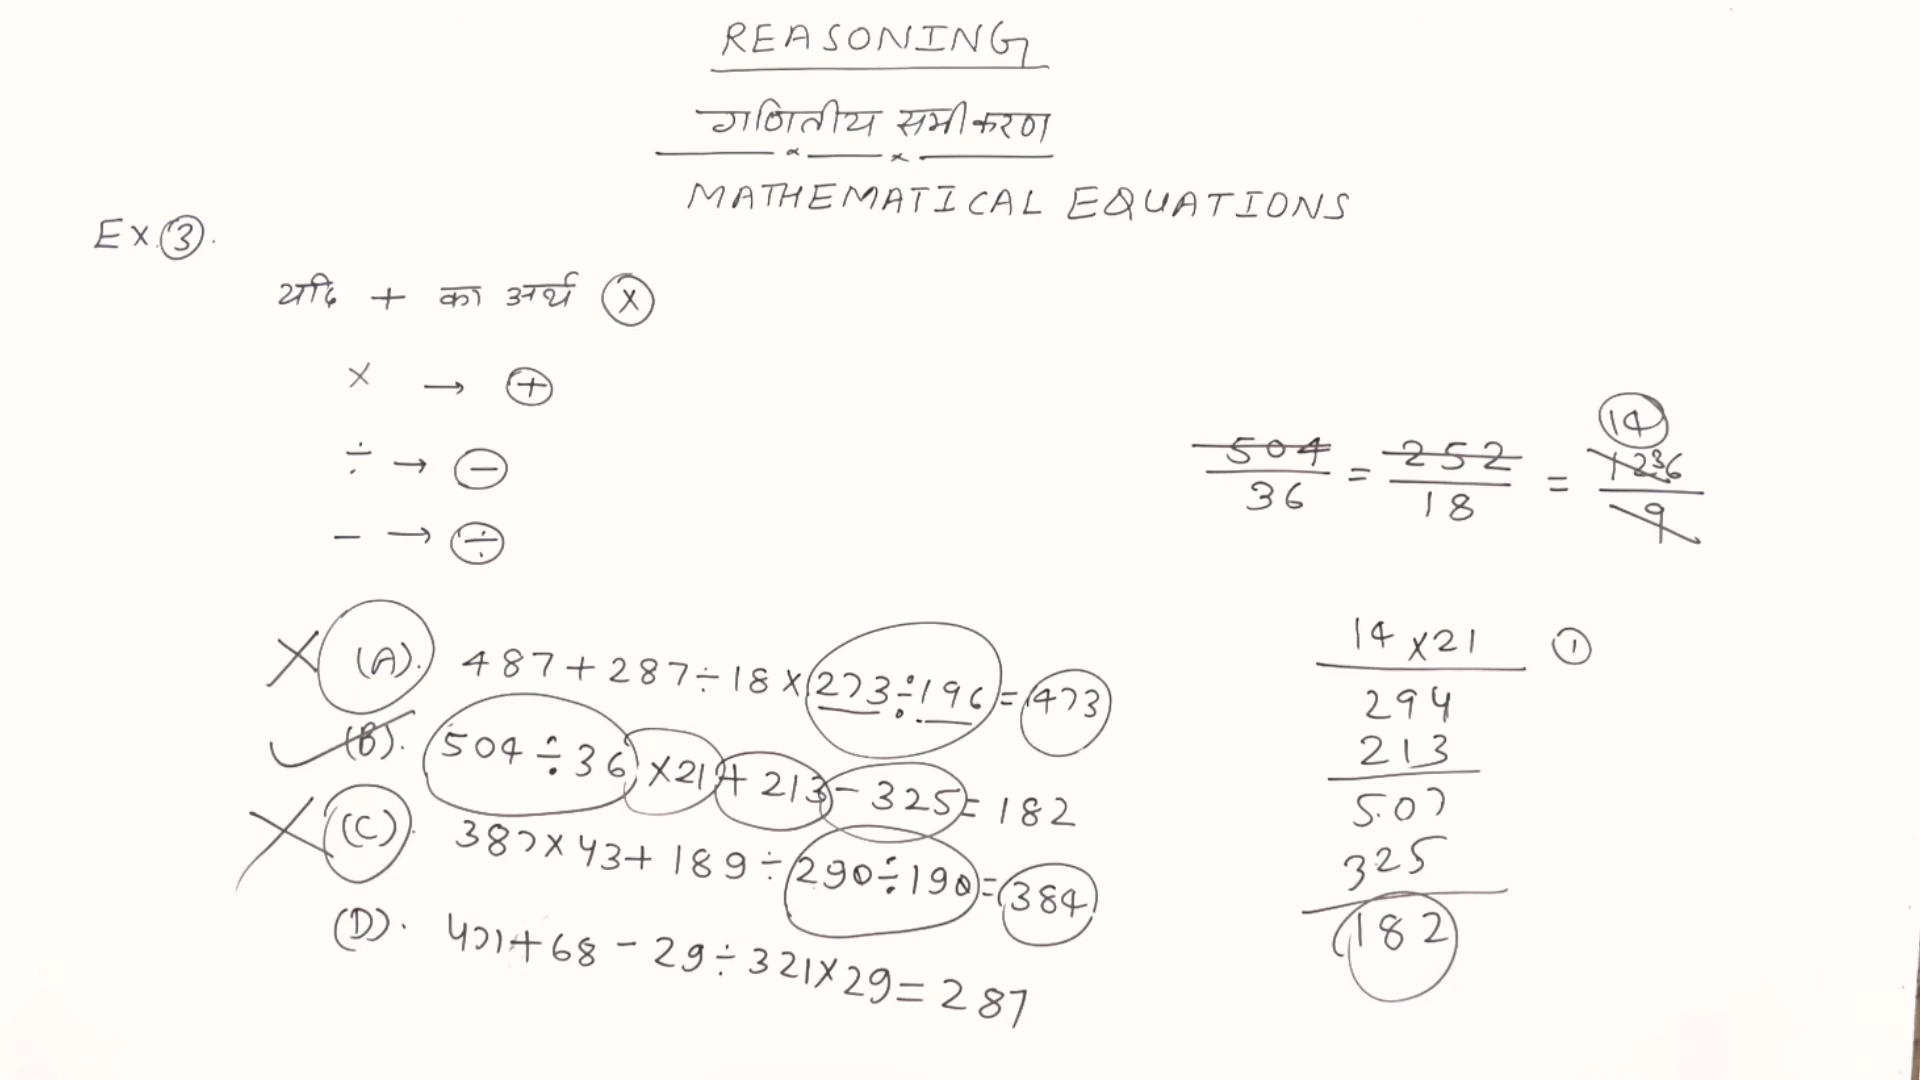 REASONING
गणितीय समीकरण
MATHEMATICAL EQUATIONS
Ex.③.
यदि + का अर्थ ×
× → +
÷ → −
− → ÷
504/36 = 252/18 = 126/9
14
(A). 487+287÷18×273÷196=473
(B). 504÷36×21+213−325=182
(C). 387×43+189÷290÷190=384
(D). 471+68−29÷321×29=287
14×21 ①
294
213
507
325
182